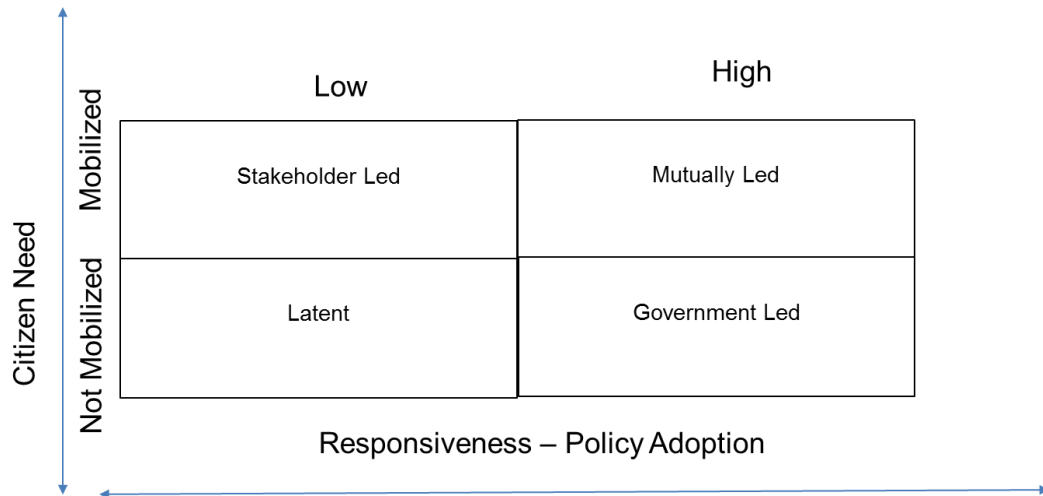 High
Low
Mobilized
Stakeholder Led
Mutually Led
Citizen Need
Not Mobilized
Latent
Government Led
Responsiveness – Policy Adoption